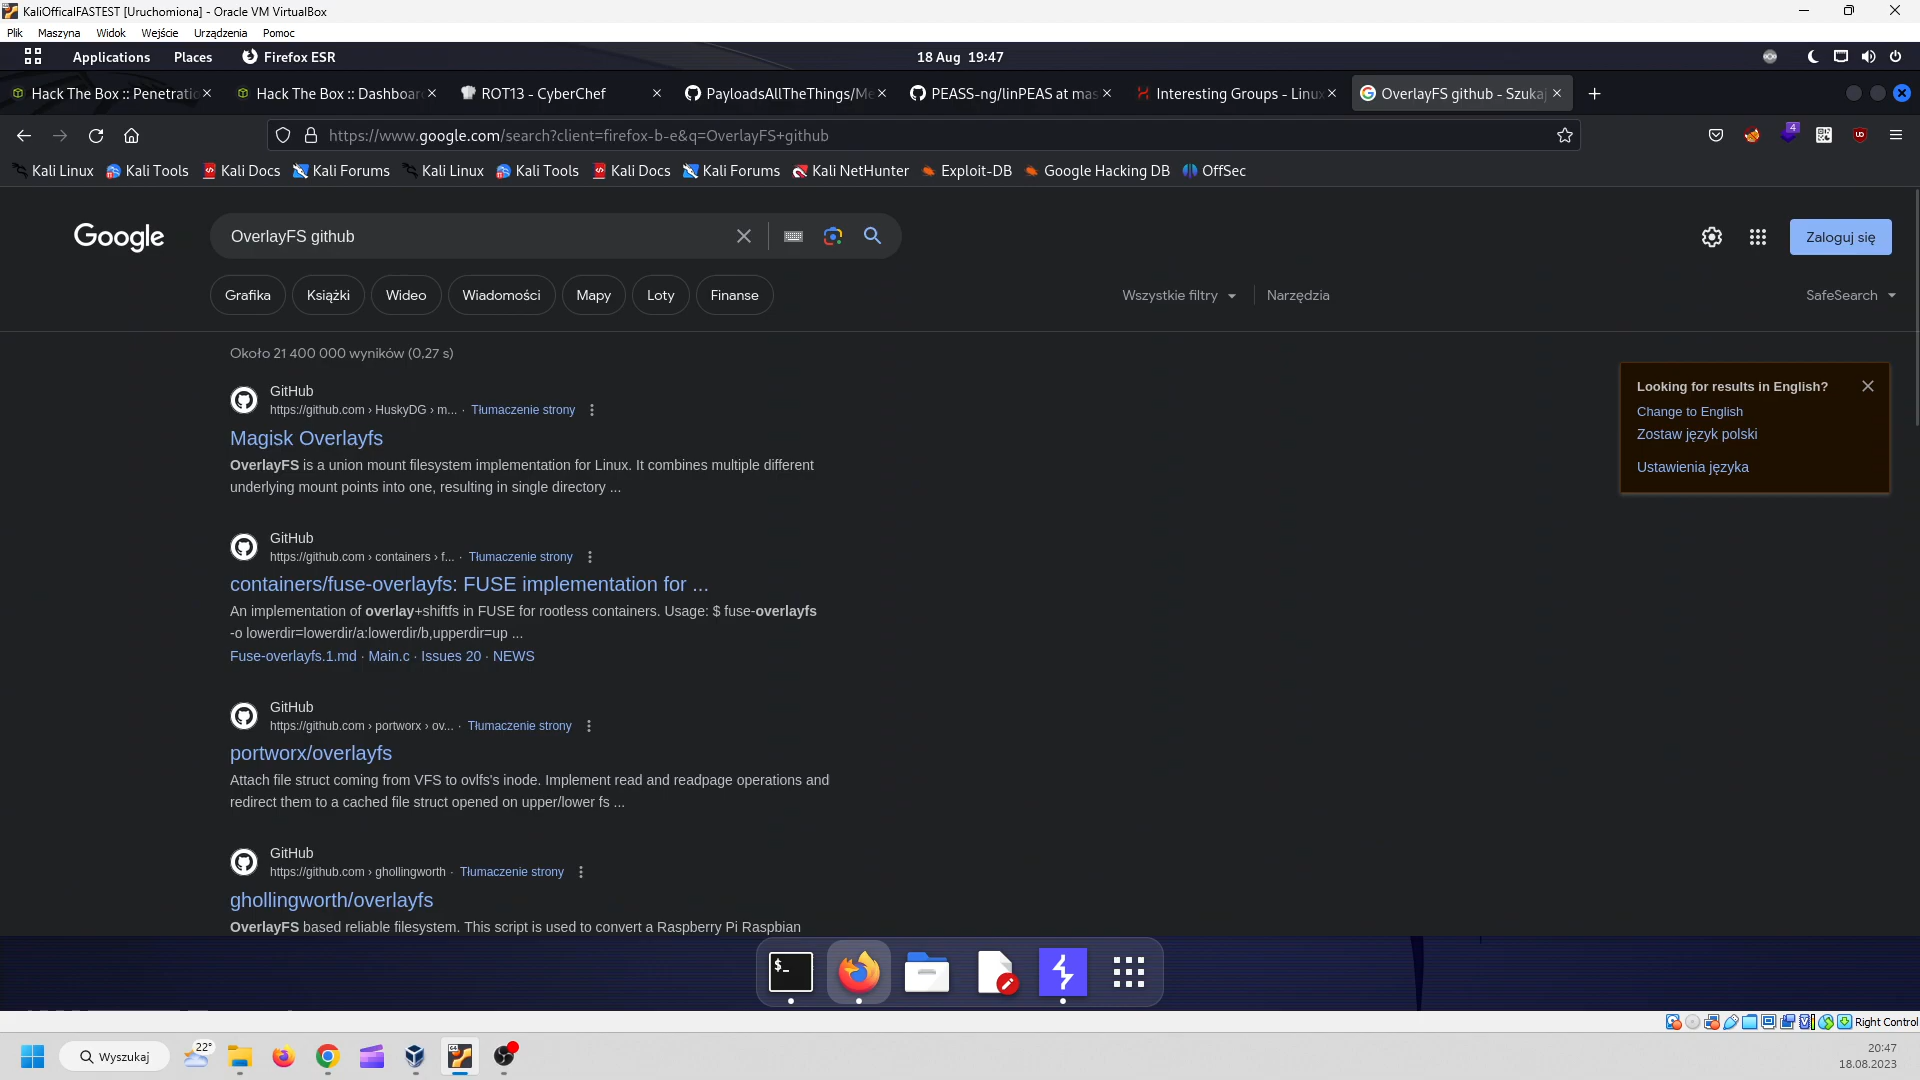 KaliOfficalFASTEST [Uruchomiona] - Oracle VM VirtualBox
Plik Maszyna Widok Wejście Urządzenia Pomoc
Applications Places Firefox ESR 18 Aug 19:47
Hack The Box :: Penetratio Hack The Box :: Dashboar ROT13 - CyberChef PayloadsAllTheThings/Me PEASS-ng/linPEAS at mas Interesting Groups - Linux OverlayFS github - Szukaj
https://www.google.com/search?client=firefox-b-e&q=OverlayFS+github 4
Kali Linux Kali Tools Kali Docs Kali Forums Kali Linux Kali Tools Kali Docs Kali Forums Kali NetHunter Exploit-DB Google Hacking DB OffSec
Google OverlayFS github Zaloguj się
Grafika Książki Wideo Wiadomości Mapy Loty Finanse Wszystkie filtry Narzędzia SafeSearch
Około 21 400 000 wyników (0,27 s)
GitHub
https://github.com › HuskyDG › m... · Tłumaczenie strony
Magisk Overlayfs
OverlayFS is a union mount filesystem implementation for Linux. It combines multiple different
underlying mount points into one, resulting in single directory ...
GitHub
https://github.com › containers › f... · Tłumaczenie strony
containers/fuse-overlayfs: FUSE implementation for ...
An implementation of overlay+shiftfs in FUSE for rootless containers. Usage: $ fuse-overlayfs
-o lowerdir=lowerdir/a:lowerdir/b,upperdir=up ...
Fuse-overlayfs.1.md · Main.c · Issues 20 · NEWS
GitHub
https://github.com › portworx › ov... · Tłumaczenie strony
portworx/overlayfs
Attach file struct coming from VFS to ovlfs's inode. Implement read and readpage operations and
redirect them to a cached file struct opened on upper/lower fs ...
GitHub
https://github.com › ghollingworth · Tłumaczenie strony
ghollingworth/overlayfs
OverlayFS based reliable filesystem. This script is used to convert a Raspberry Pi Raspbian
Looking for results in English?
Change to English
Zostaw język polski
Ustawienia języka
$_
Right Control
Wyszukaj 22° 64 20:47
18.08.2023